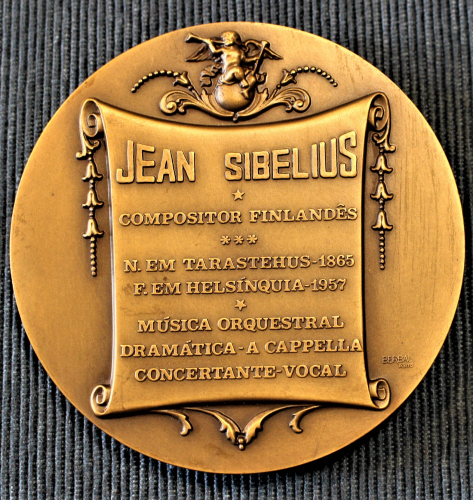 JEAN SIBELIUS
*
COMPOSITOR FINLANDÊS
***
N. EM TARASTEHUS-1865
F. EM HELSÍNQUIA-1957
*
MÚSICA ORQUESTRAL
DRAMÁTICA-A CAPPELLA
CONCERTANTE-VOCAL